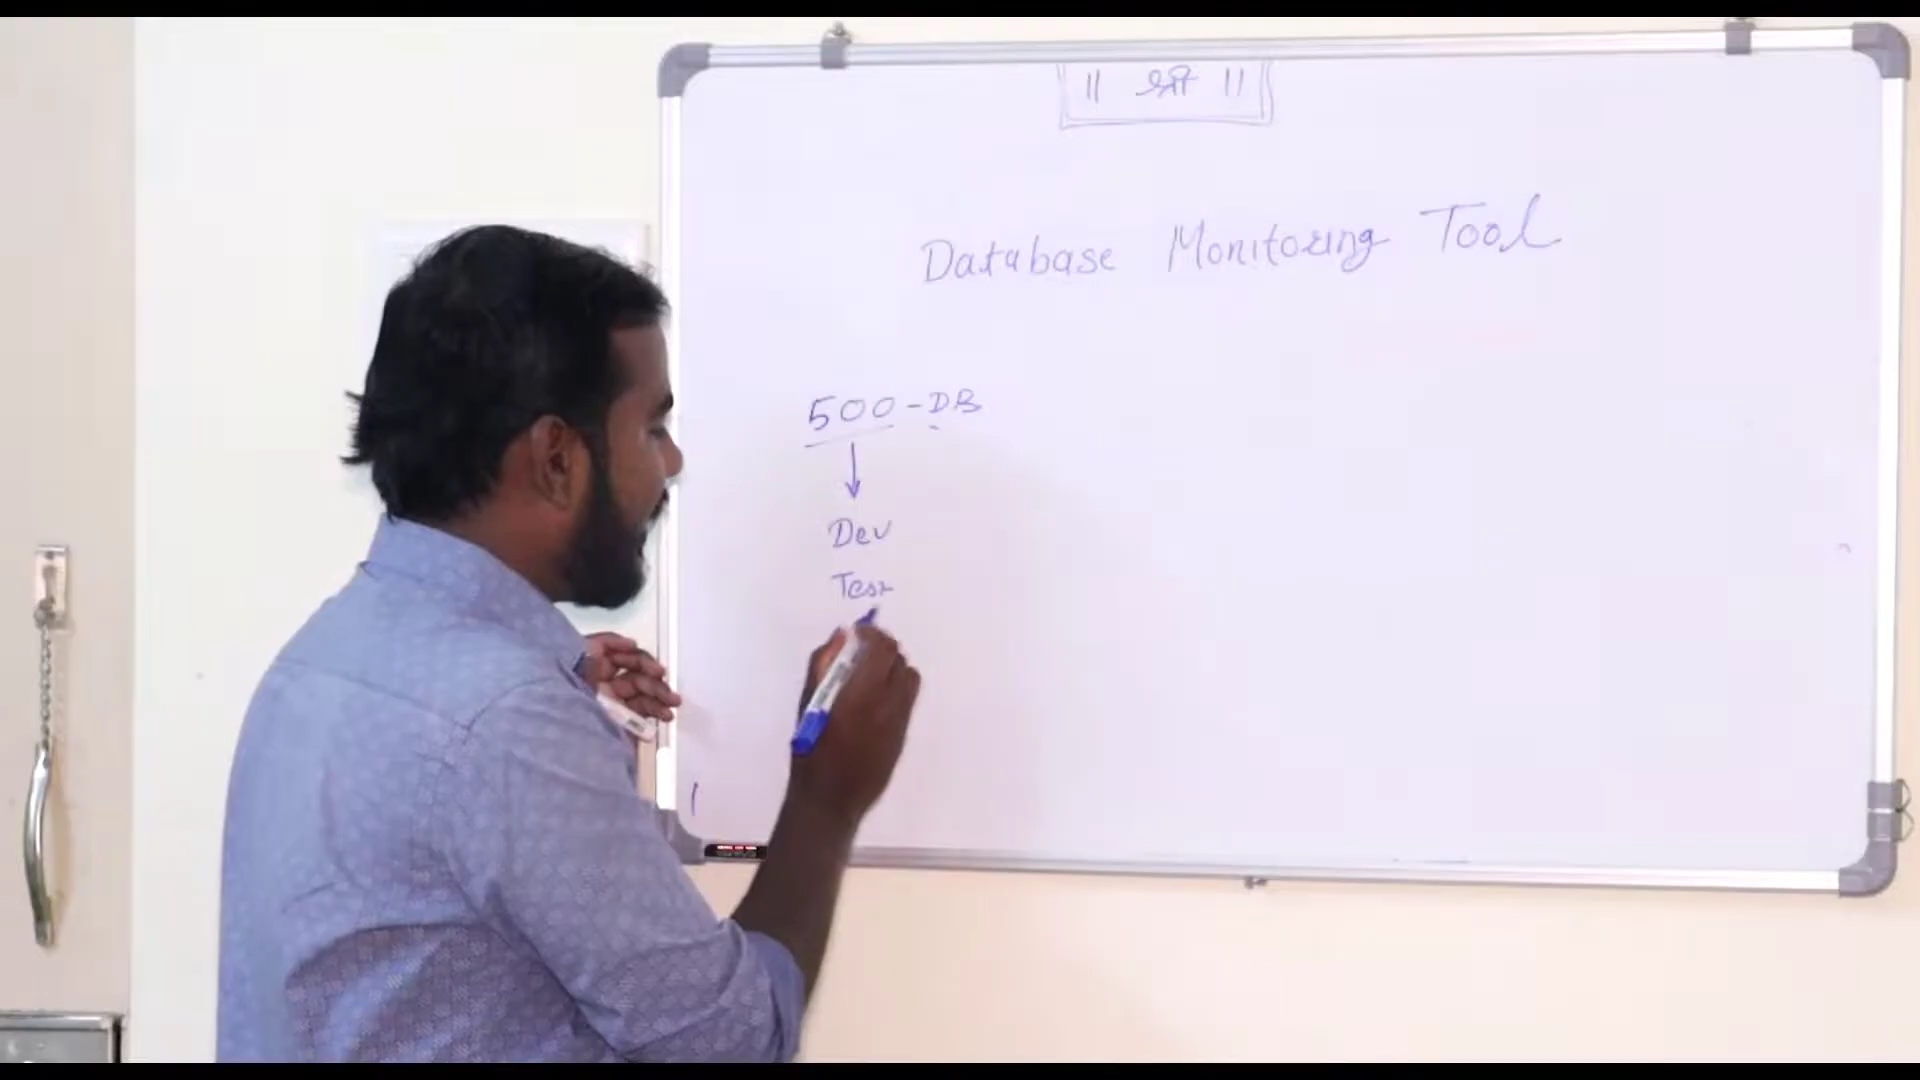 || श्री ||
Database Monitoring Tool
500 - DB
Dev
Test